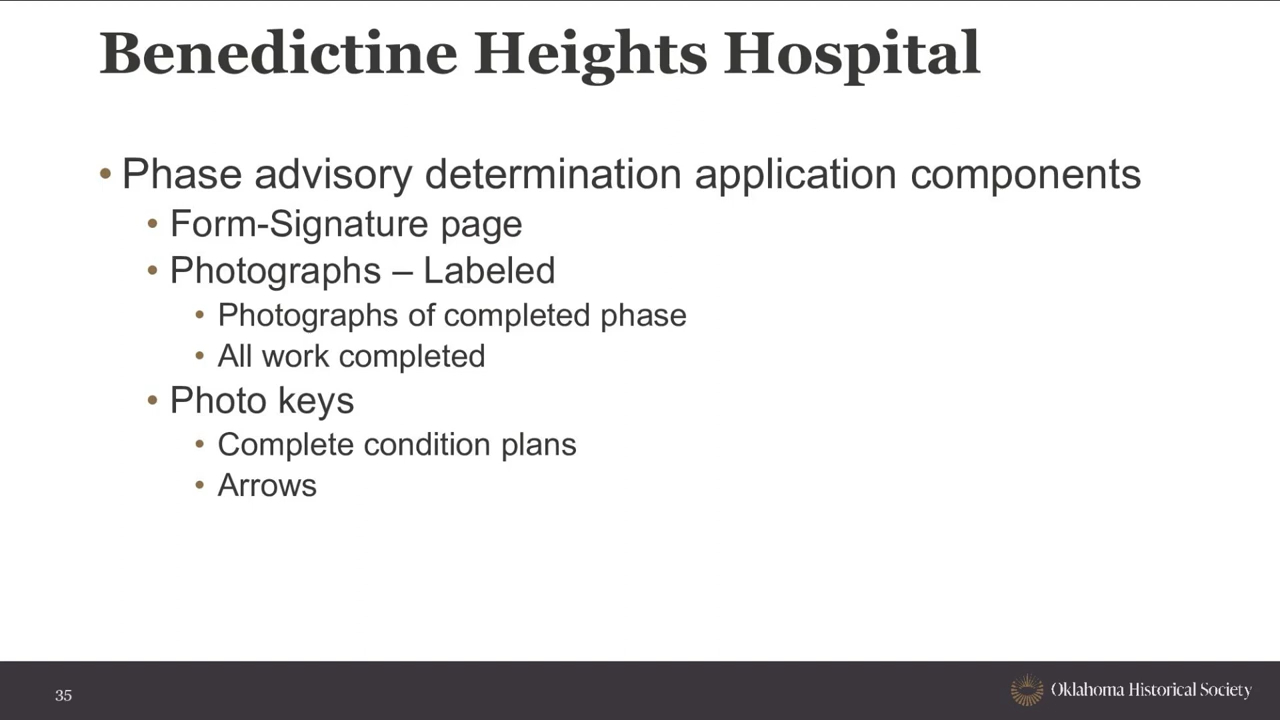 Benedictine Heights Hospital
• Phase advisory determination application components
• Form-Signature page
• Photographs – Labeled
• Photographs of completed phase
• All work completed
• Photo keys
• Complete condition plans
• Arrows
35
Oklahoma Historical Society